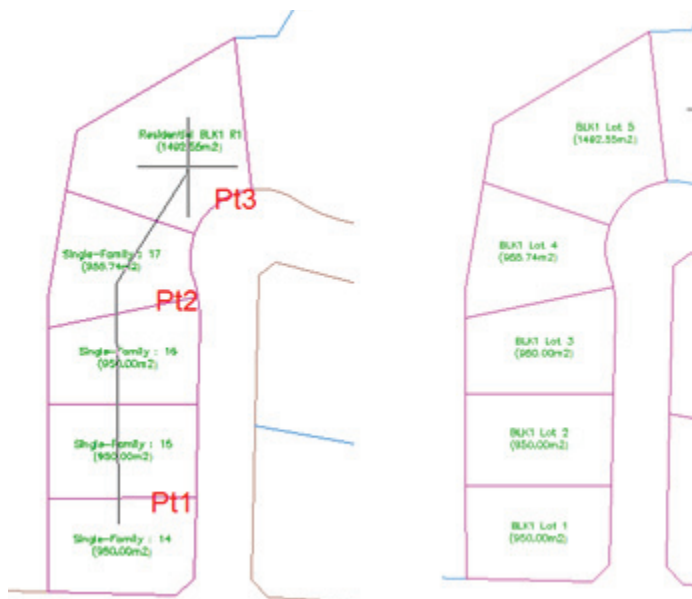 Residential BLK1 R1
(1492.55m2)
Pt3
Single-Family : 17
(988.74m2)
Pt2
Single-Family : 16
(950.00m2)
Single-Family : 15
(950.00m2)
Pt1
Single-Family : 14
(950.00m2)
BLK1 Lot 5
(1492.55m2)
BLK1 Lot 4
(988.74m2)
BLK1 Lot 3
(950.00m2)
BLK1 Lot 2
(950.00m2)
BLK1 Lot 1
(950.00m2)